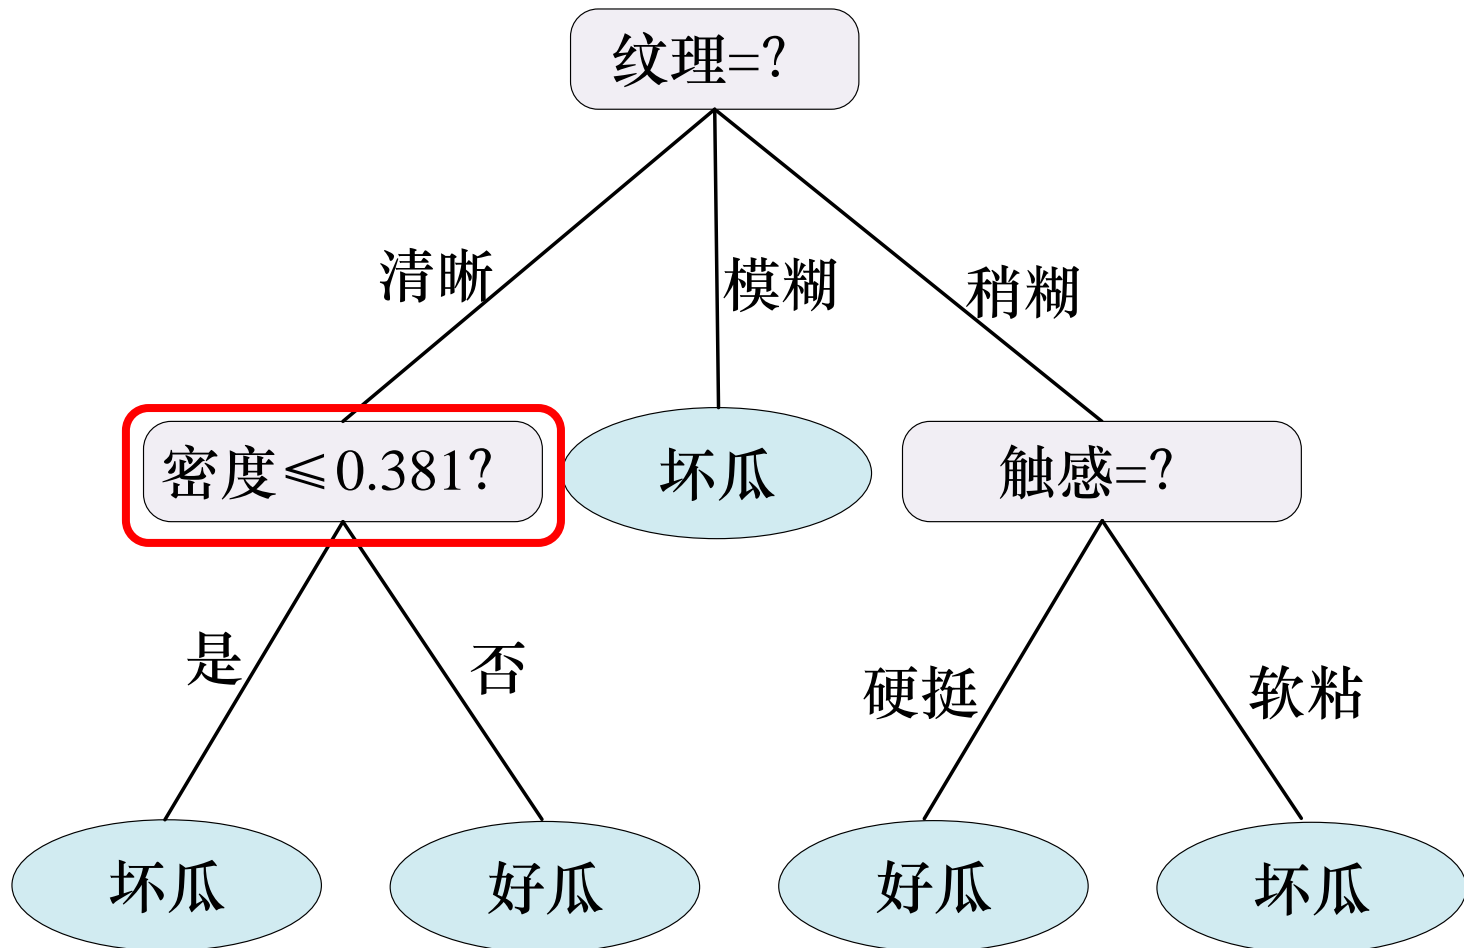 纹理=?
清晰
模糊
稍糊
密度≤0.381?
坏瓜
触感=?
是
否
硬挺
软粘
坏瓜
好瓜
好瓜
坏瓜